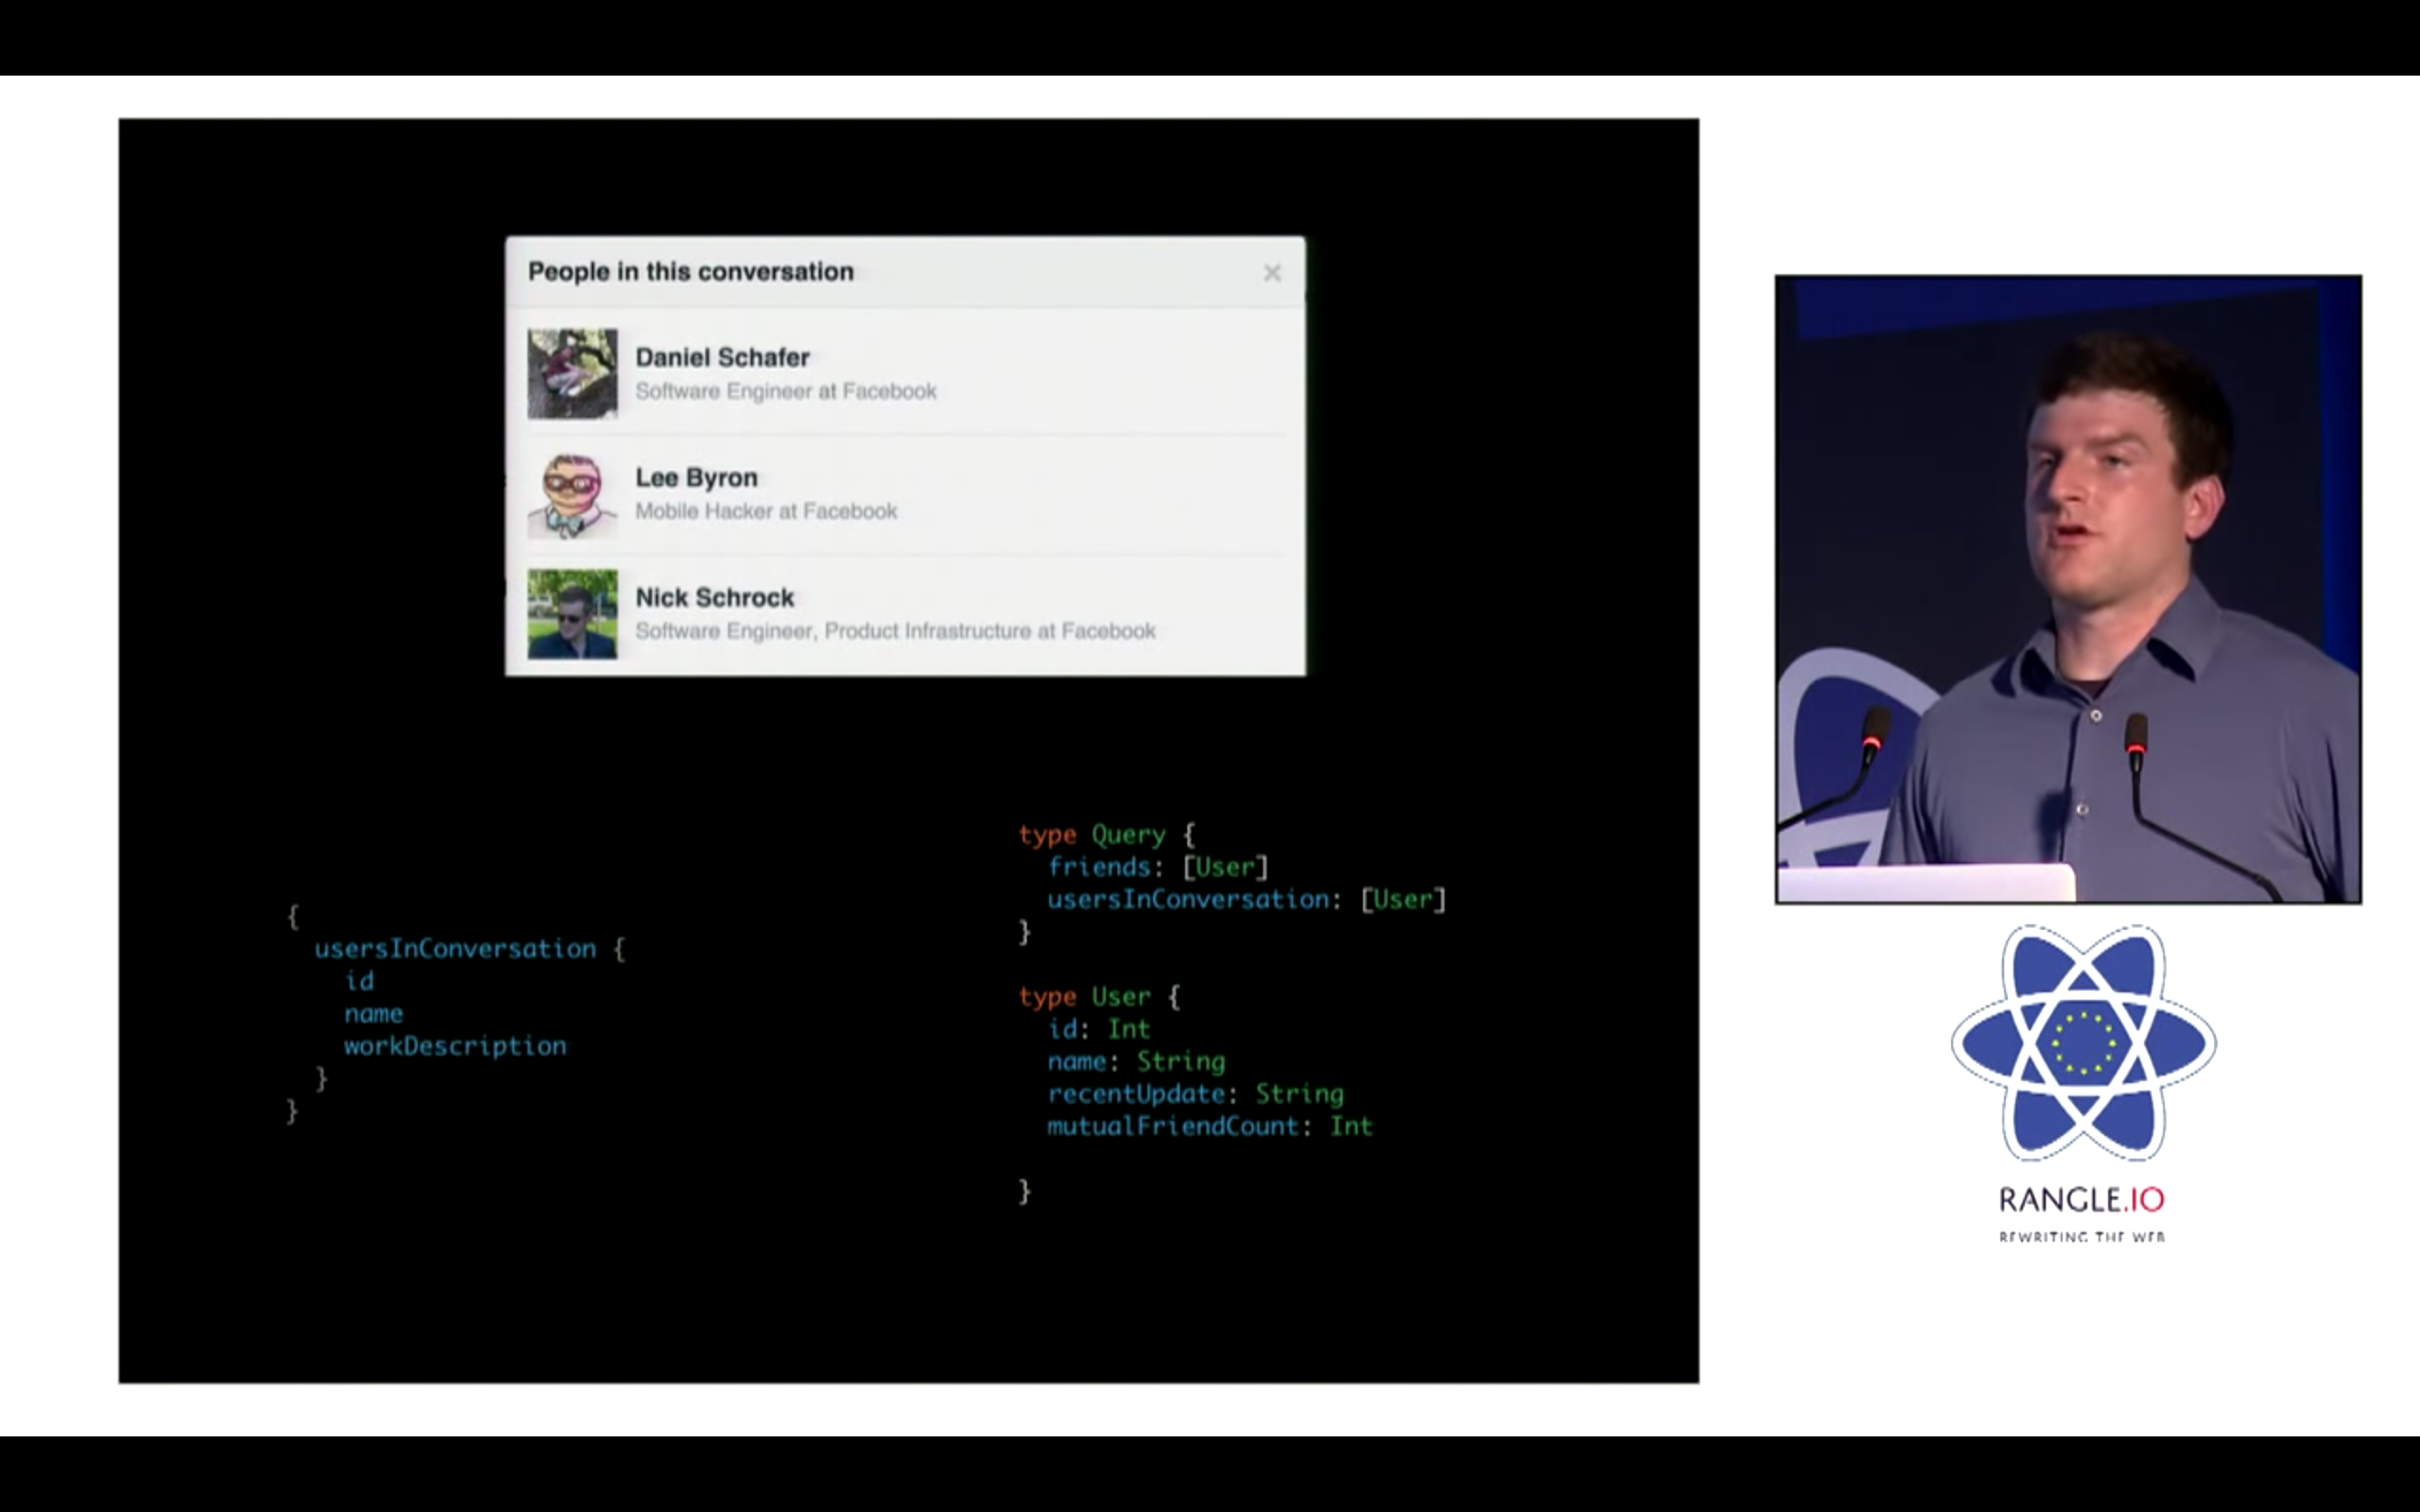 People in this conversation
×
Daniel Schafer
Software Engineer at Facebook
Lee Byron
Mobile Hacker at Facebook
Nick Schrock
Software Engineer, Product Infrastructure at Facebook
{
usersInConversation {
id
name
workDescription
}
}
type Query {
friends: [User]
usersInConversation: [User]
}
type User {
id: Int
name: String
recentUpdate: String
mutualFriendCount: Int
}
RANGLE.IO
REWRITING THE WEB